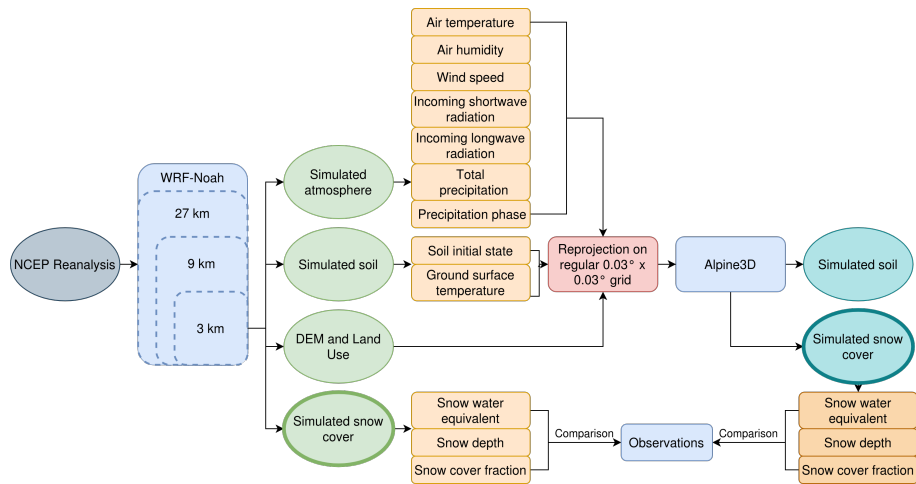 Air temperature
Air humidity
Wind speed
Incoming shortwave
radiation
Incoming longwave
radiation
Total
precipitation
Precipitation phase
WRF-Noah
27 km
9 km
3 km
NCEP Reanalysis
Simulated
atmosphere
Simulated soil
Soil initial state
Ground surface
temperature
Reprojection on
regular 0.03° x
0.03° grid
Alpine3D
Simulated soil
DEM and Land
Use
Simulated snow
cover
Simulated snow
cover
Snow water
equivalent
Snow depth
Snow cover fraction
Comparison
Observations
Comparison
Snow water
equivalent
Snow depth
Snow cover fraction